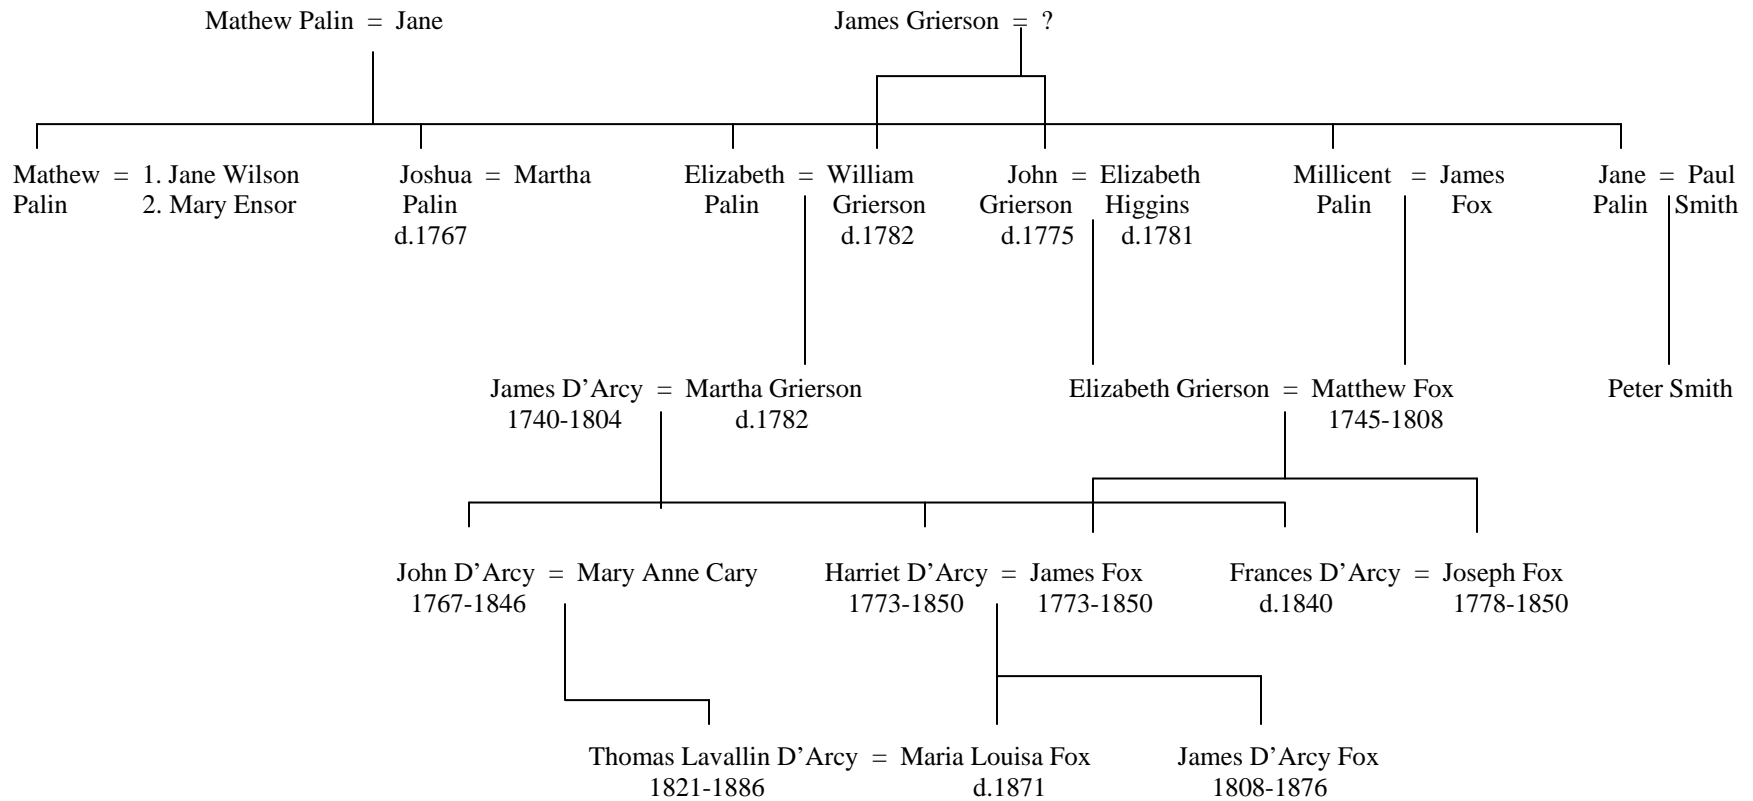 Mathew Palin = Jane James Grierson = ?
Mathew = 1. Jane Wilson Joshua = Martha Elizabeth = William John = Elizabeth Millicent = James Jane = Paul
Palin 2. Mary Ensor Palin Palin Grierson Grierson Higgins Palin Fox Palin Smith
d.1767 d.1782 d.1775 d.1781
James D’Arcy = Martha Grierson Elizabeth Grierson = Matthew Fox Peter Smith
1740-1804 d.1782 1745-1808
John D’Arcy = Mary Anne Cary Harriet D’Arcy = James Fox Frances D’Arcy = Joseph Fox
1767-1846 1773-1850 1773-1850 d.1840 1778-1850
Thomas Lavallin D’Arcy = Maria Louisa Fox James D’Arcy Fox
1821-1886 d.1871 1808-1876